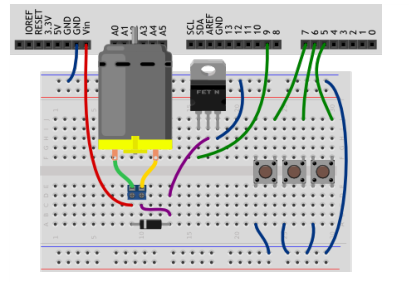 IOREF
RESET
3.3V
5V
GND
GND
Vin
A0
A1
A3
A4
A5
SCL
SDA
AREF
GND
13
12
11
10
9
8
7
6
5
4
3
2
1
0
FET N